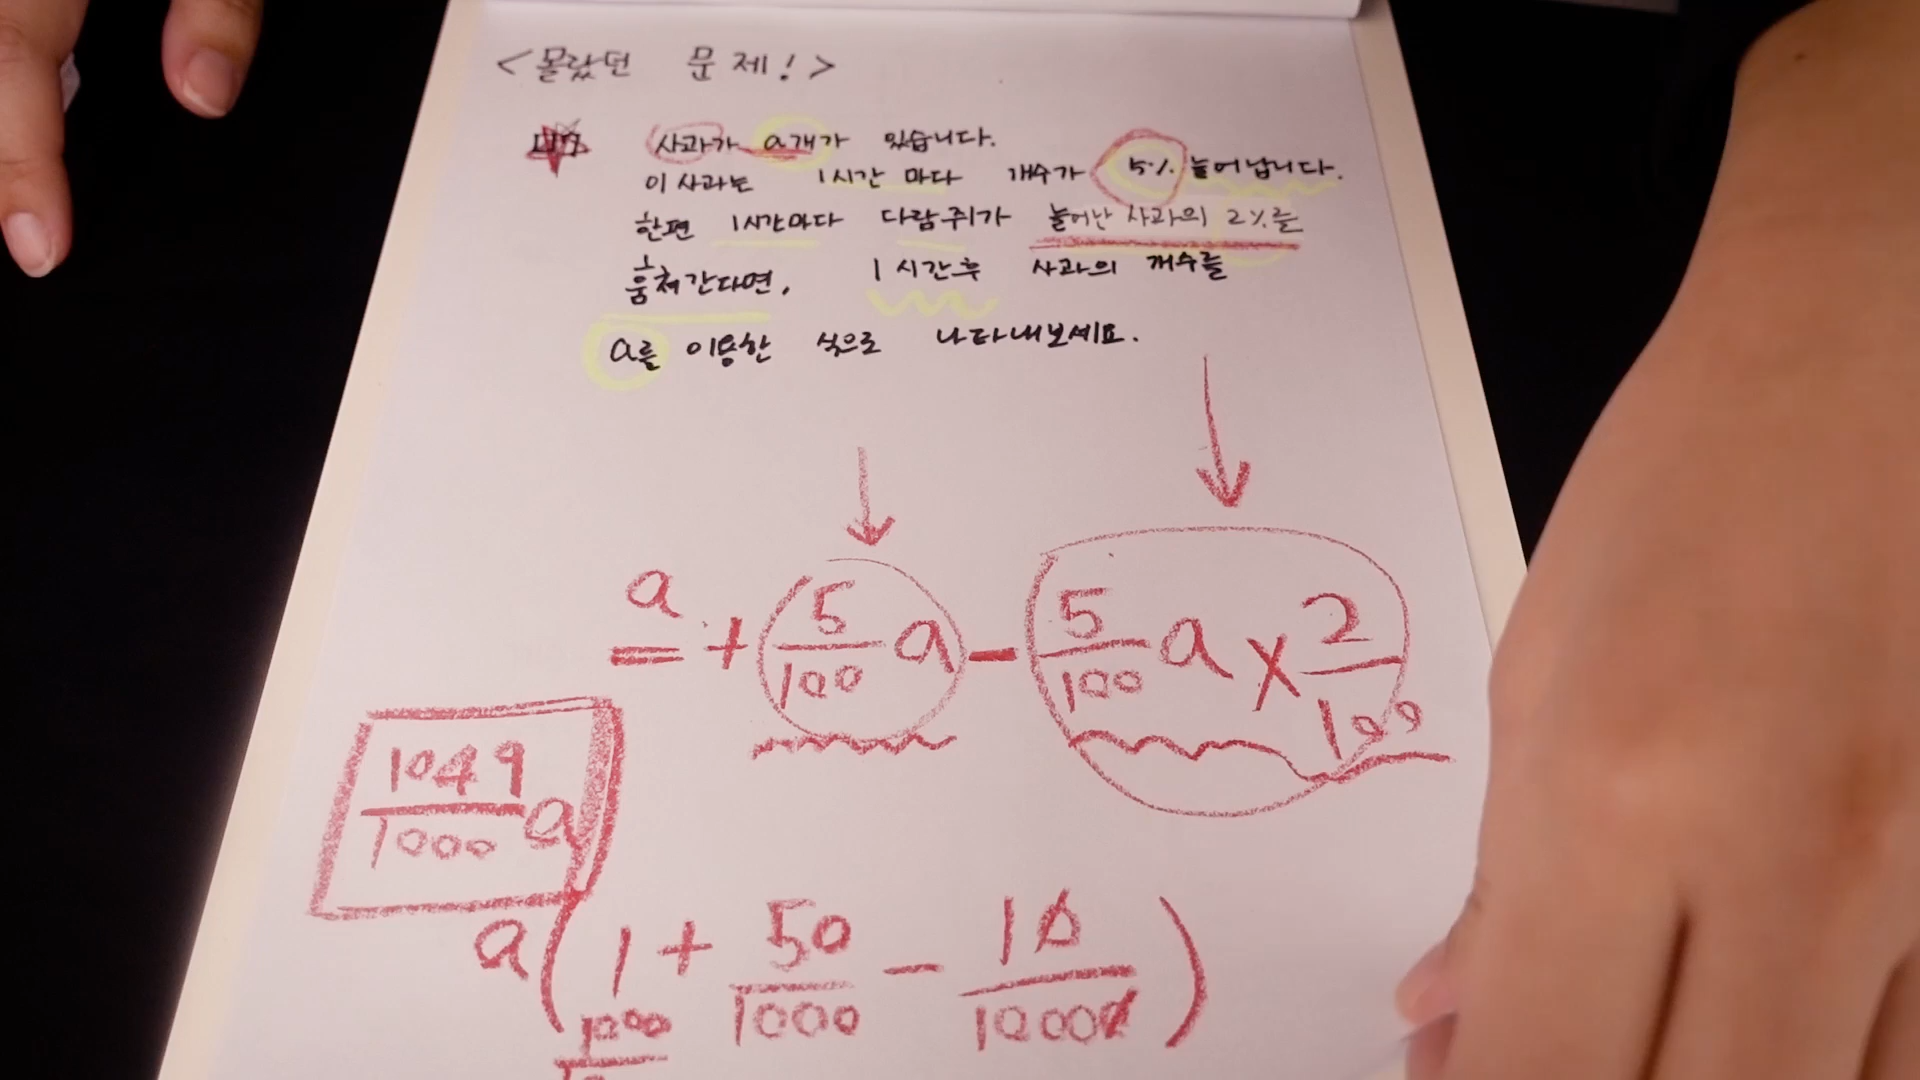 <몰랐던 문제!>
사과가 a개가 있습니다.
이 사과는 1시간 마다 개수가 5% 늘어납니다.
한편 1시간마다 다람쥐가 늘어난 사과의 2%를
훔쳐간다면, 1시간후 사과의 개수를
a를 이용한 식으로 나타내보세요.
a + 5/100 a - 5/100 a × 2/100
1049/1000 a
a(1 + 50/1000 - 10/10000)
1000